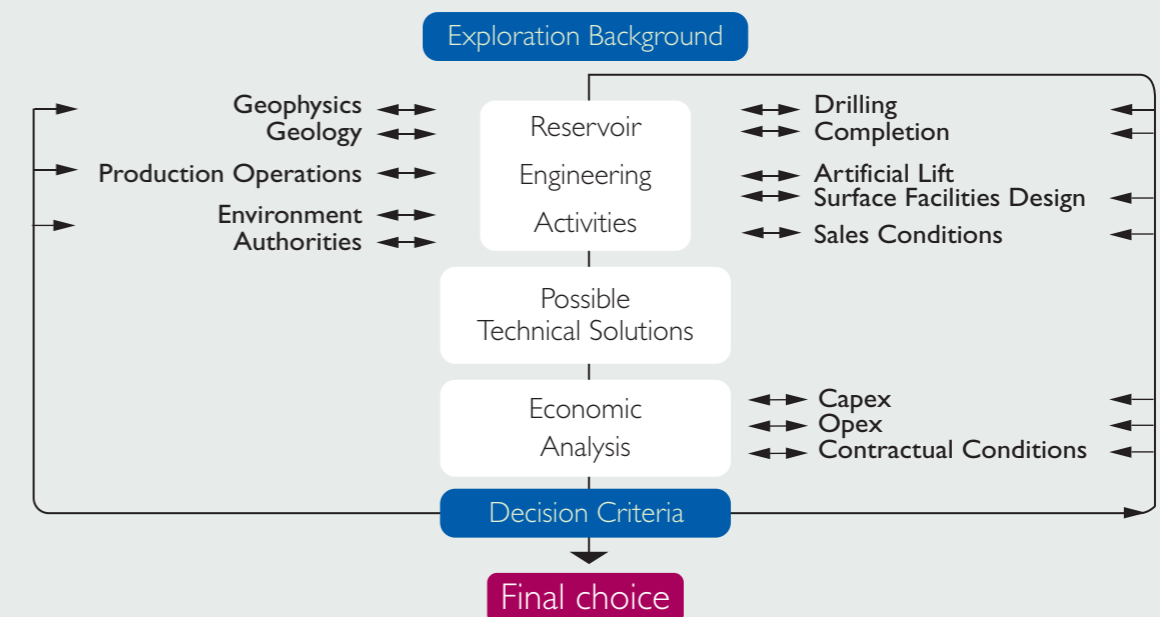 Exploration Background
Geophysics
Geology
Production Operations
Environment
Authorities
Reservoir
Engineering
Activities
Drilling
Completion
Artificial Lift
Surface Facilities Design
Sales Conditions
Possible
Technical Solutions
Economic
Analysis
Capex
Opex
Contractual Conditions
Decision Criteria
Final choice